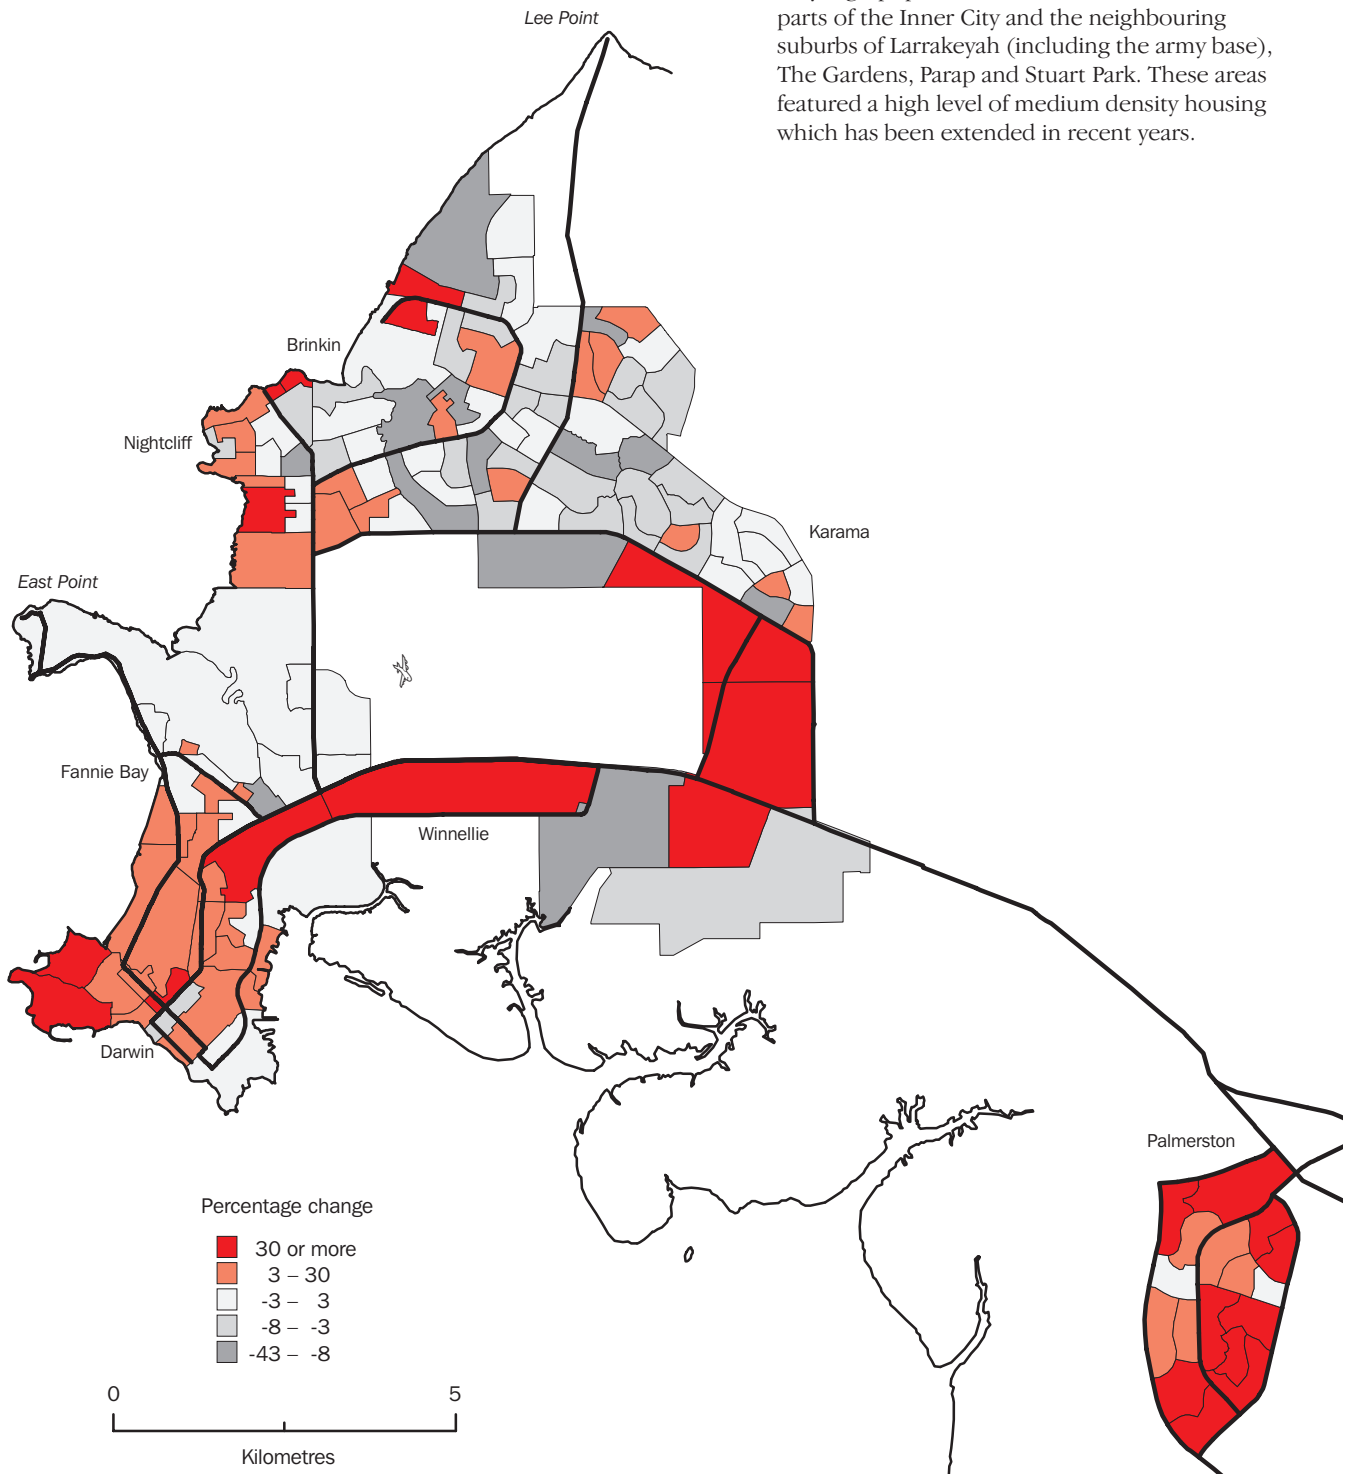 parts of the Inner City and the neighbouring
suburbs of Larrakeyah (including the army base),
The Gardens, Parap and Stuart Park. These areas
featured a high level of medium density housing
which has been extended in recent years.
Lee Point
Brinkin
Nightcliff
Karama
East Point
Fannie Bay
Winnellie
Darwin
Palmerston
Percentage change
30 or more
3 – 30
-3 – 3
-8 – -3
-43 – -8
0 5
Kilometres